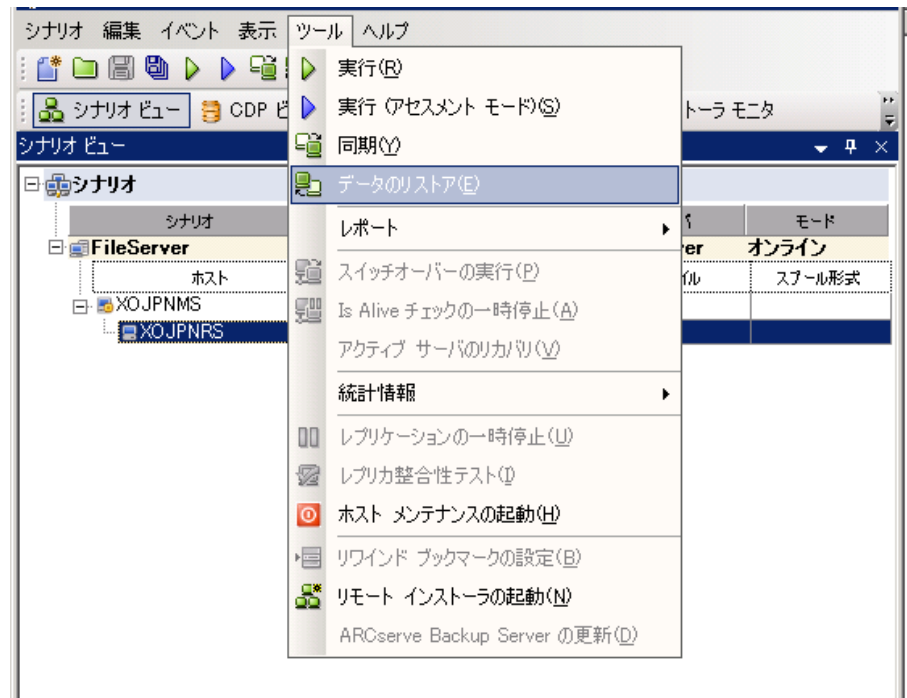 シナリオ 編集 イベント 表示 ツール ヘルプ
シナリオ ビュー CDP ビ トーラ モニタ
シナリオ ビュー
シナリオ
シナリオ モード
FileServer er オンライン
ホスト イル スプール形式
XOJPNMS
XOJPNRS
実行(R)
実行 (アセスメント モード)(S)
同期(Y)
データのリストア(E)
レポート
スイッチオーバーの実行(P)
Is Alive チェックの一時停止(A)
アクティブ サーバのリカバリ(V)
統計情報
レプリケーションの一時停止(U)
レプリカ整合性テスト(I)
ホスト メンテナンスの起動(H)
リワインド ブックマークの設定(B)
リモート インストーラの起動(N)
ARCserve Backup Server の更新(D)